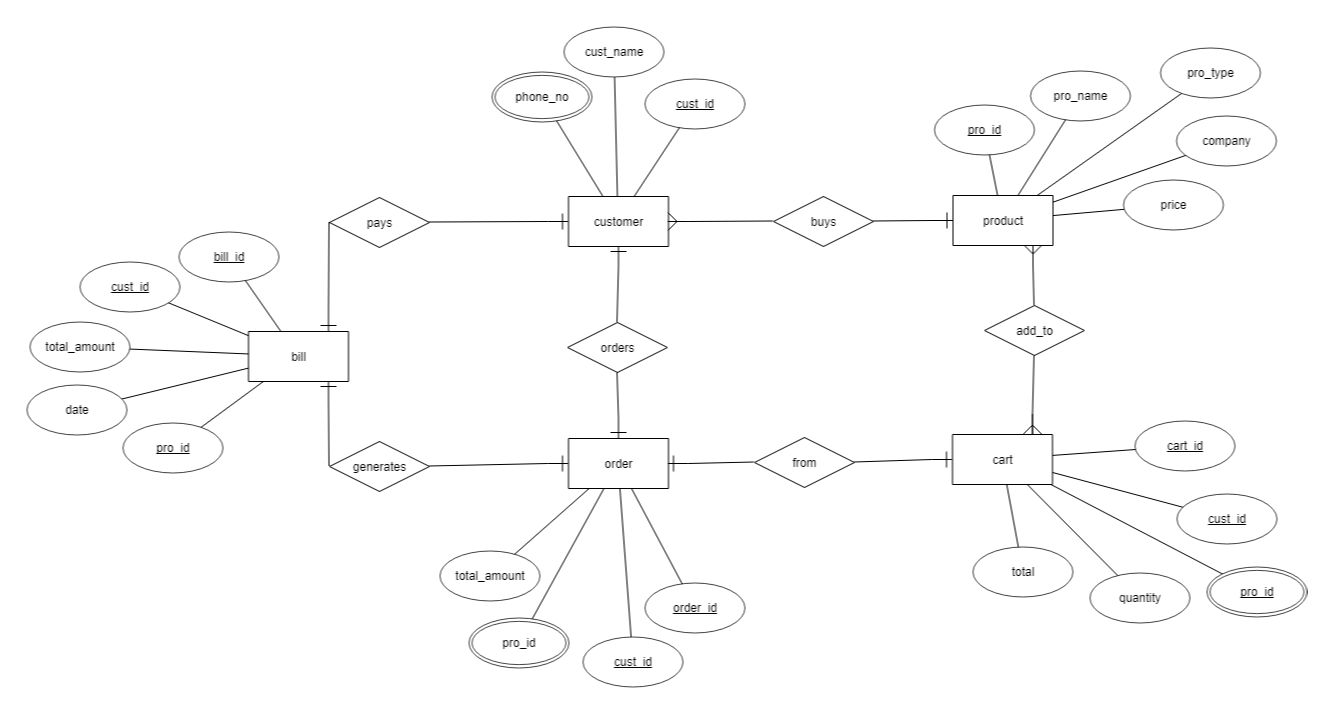 cust_name
phone_no
cust_id
pro_type
pro_name
pro_id
company
price
pays
customer
buys
product
bill_id
cust_id
total_amount
bill
date
pro_id
orders
add_to
generates
order
from
cart
cart_id
cust_id
pro_id
quantity
total
total_amount
order_id
pro_id
cust_id